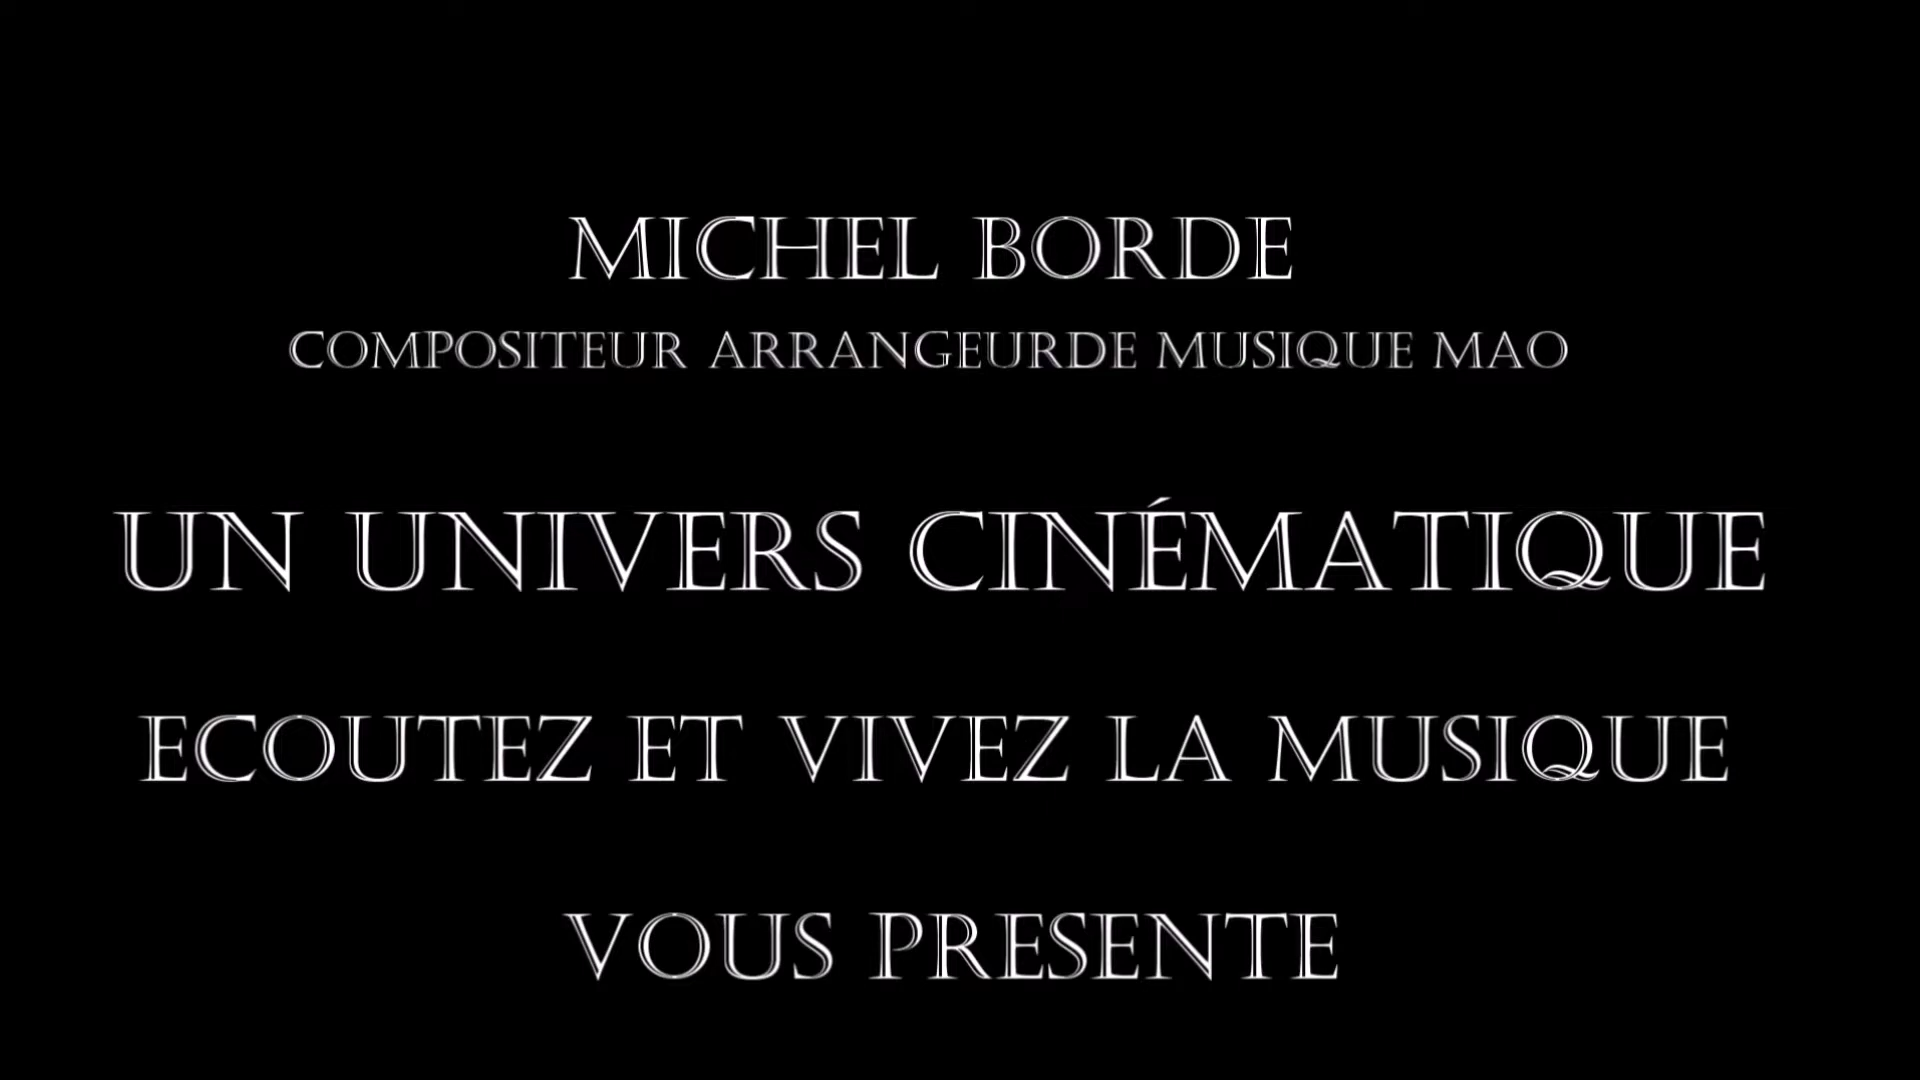 MICHEL BORDE
COMPOSITEUR ARRANGEURDE MUSIQUE MAO
UN UNIVERS CINÉMATIQUE
ECOUTEZ ET VIVEZ LA MUSIQUE
VOUS PRESENTE